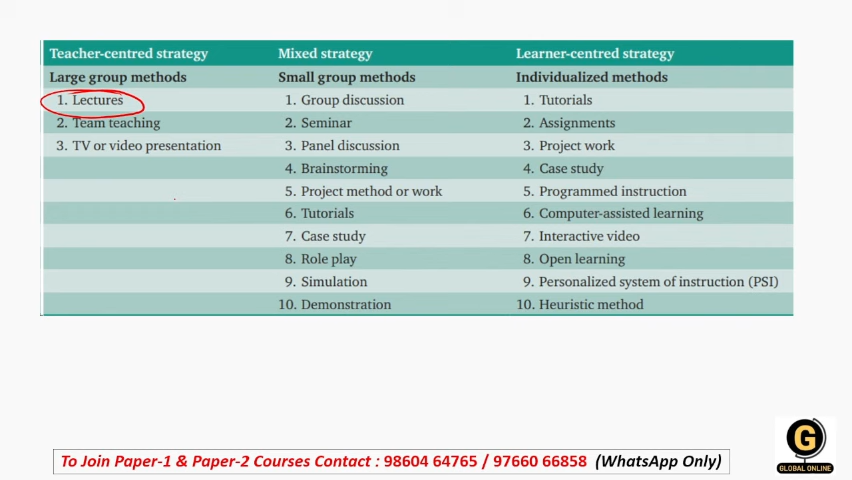 Teacher-centred strategy Mixed strategy Learner-centred strategy
Large group methods Small group methods Individualized methods
1. Lectures 1. Group discussion 1. Tutorials
2. Team teaching 2. Seminar 2. Assignments
3. TV or video presentation 3. Panel discussion 3. Project work
4. Brainstorming 4. Case study
5. Project method or work 5. Programmed instruction
6. Tutorials 6. Computer-assisted learning
7. Case study 7. Interactive video
8. Role play 8. Open learning
9. Simulation 9. Personalized system of instruction (PSI)
10. Demonstration 10. Heuristic method
G
GLOBAL ONLINE
To Join Paper-1 & Paper-2 Courses Contact : 98604 64765 / 97660 66858 (WhatsApp Only)